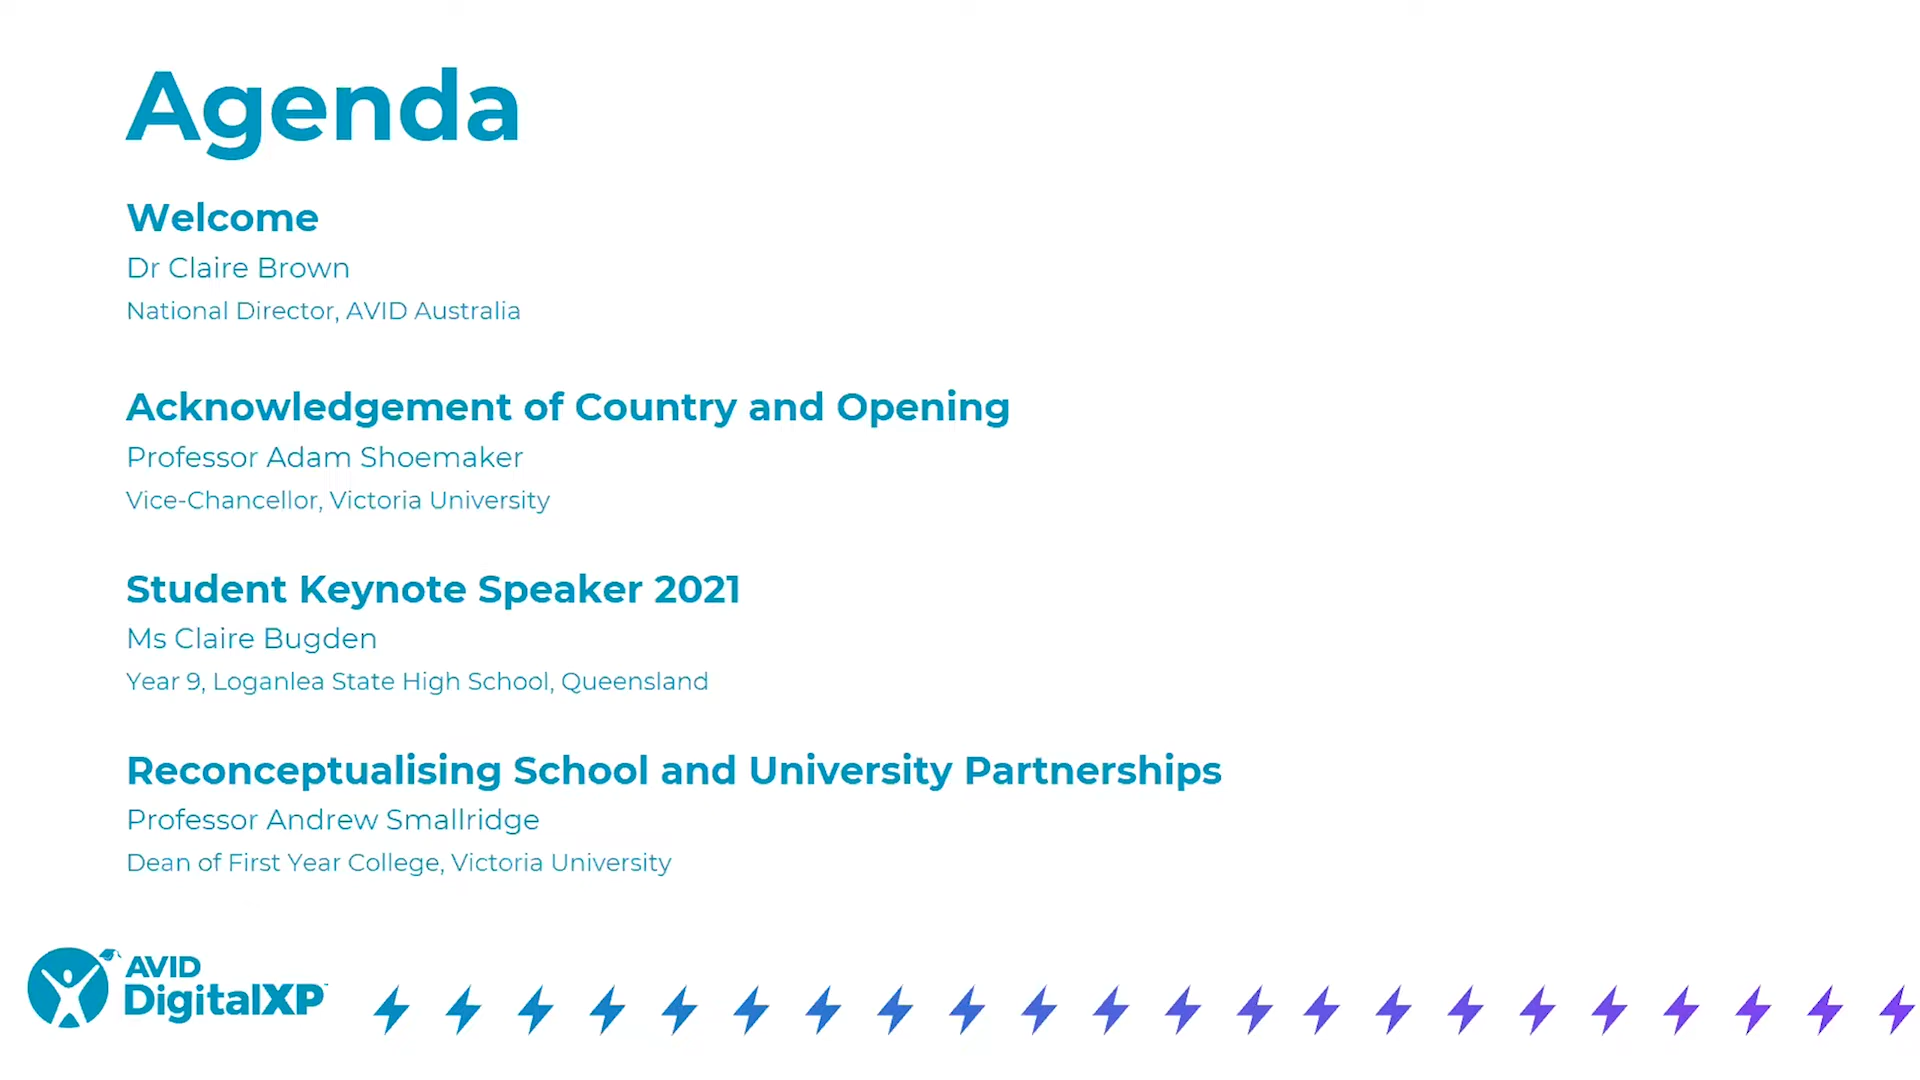 Agenda
Welcome
Dr Claire Brown
National Director, AVID Australia
Acknowledgement of Country and Opening
Professor Adam Shoemaker
Vice-Chancellor, Victoria University
Student Keynote Speaker 2021
Ms Claire Bugden
Year 9, Loganlea State High School, Queensland
Reconceptualising School and University Partnerships
Professor Andrew Smallridge
Dean of First Year College, Victoria University
AVID
DigitalXP